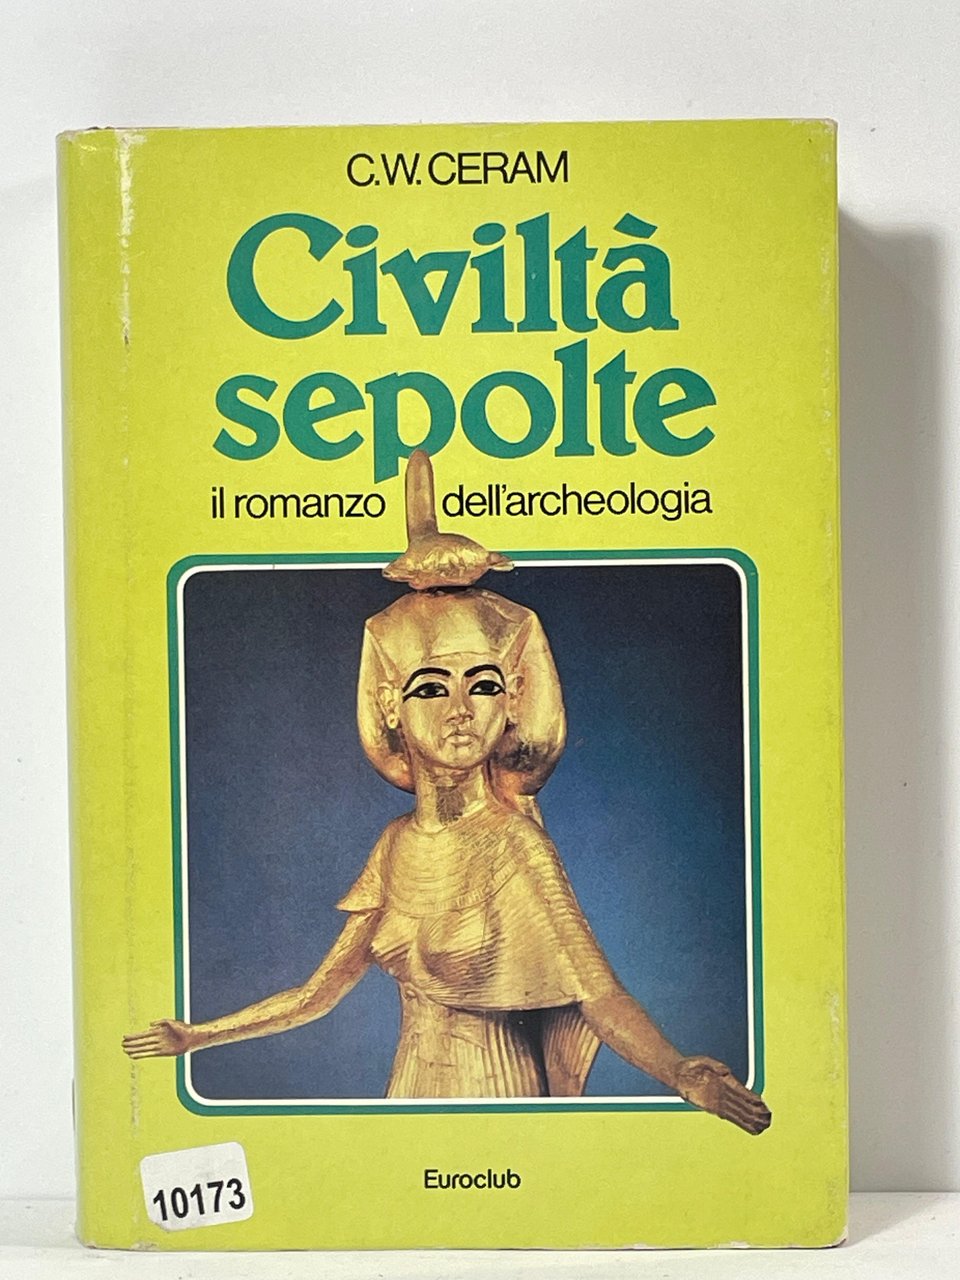 C.W. CERAM
Civiltà
sepolte
il romanzo dell'archeologia
Euroclub
10173